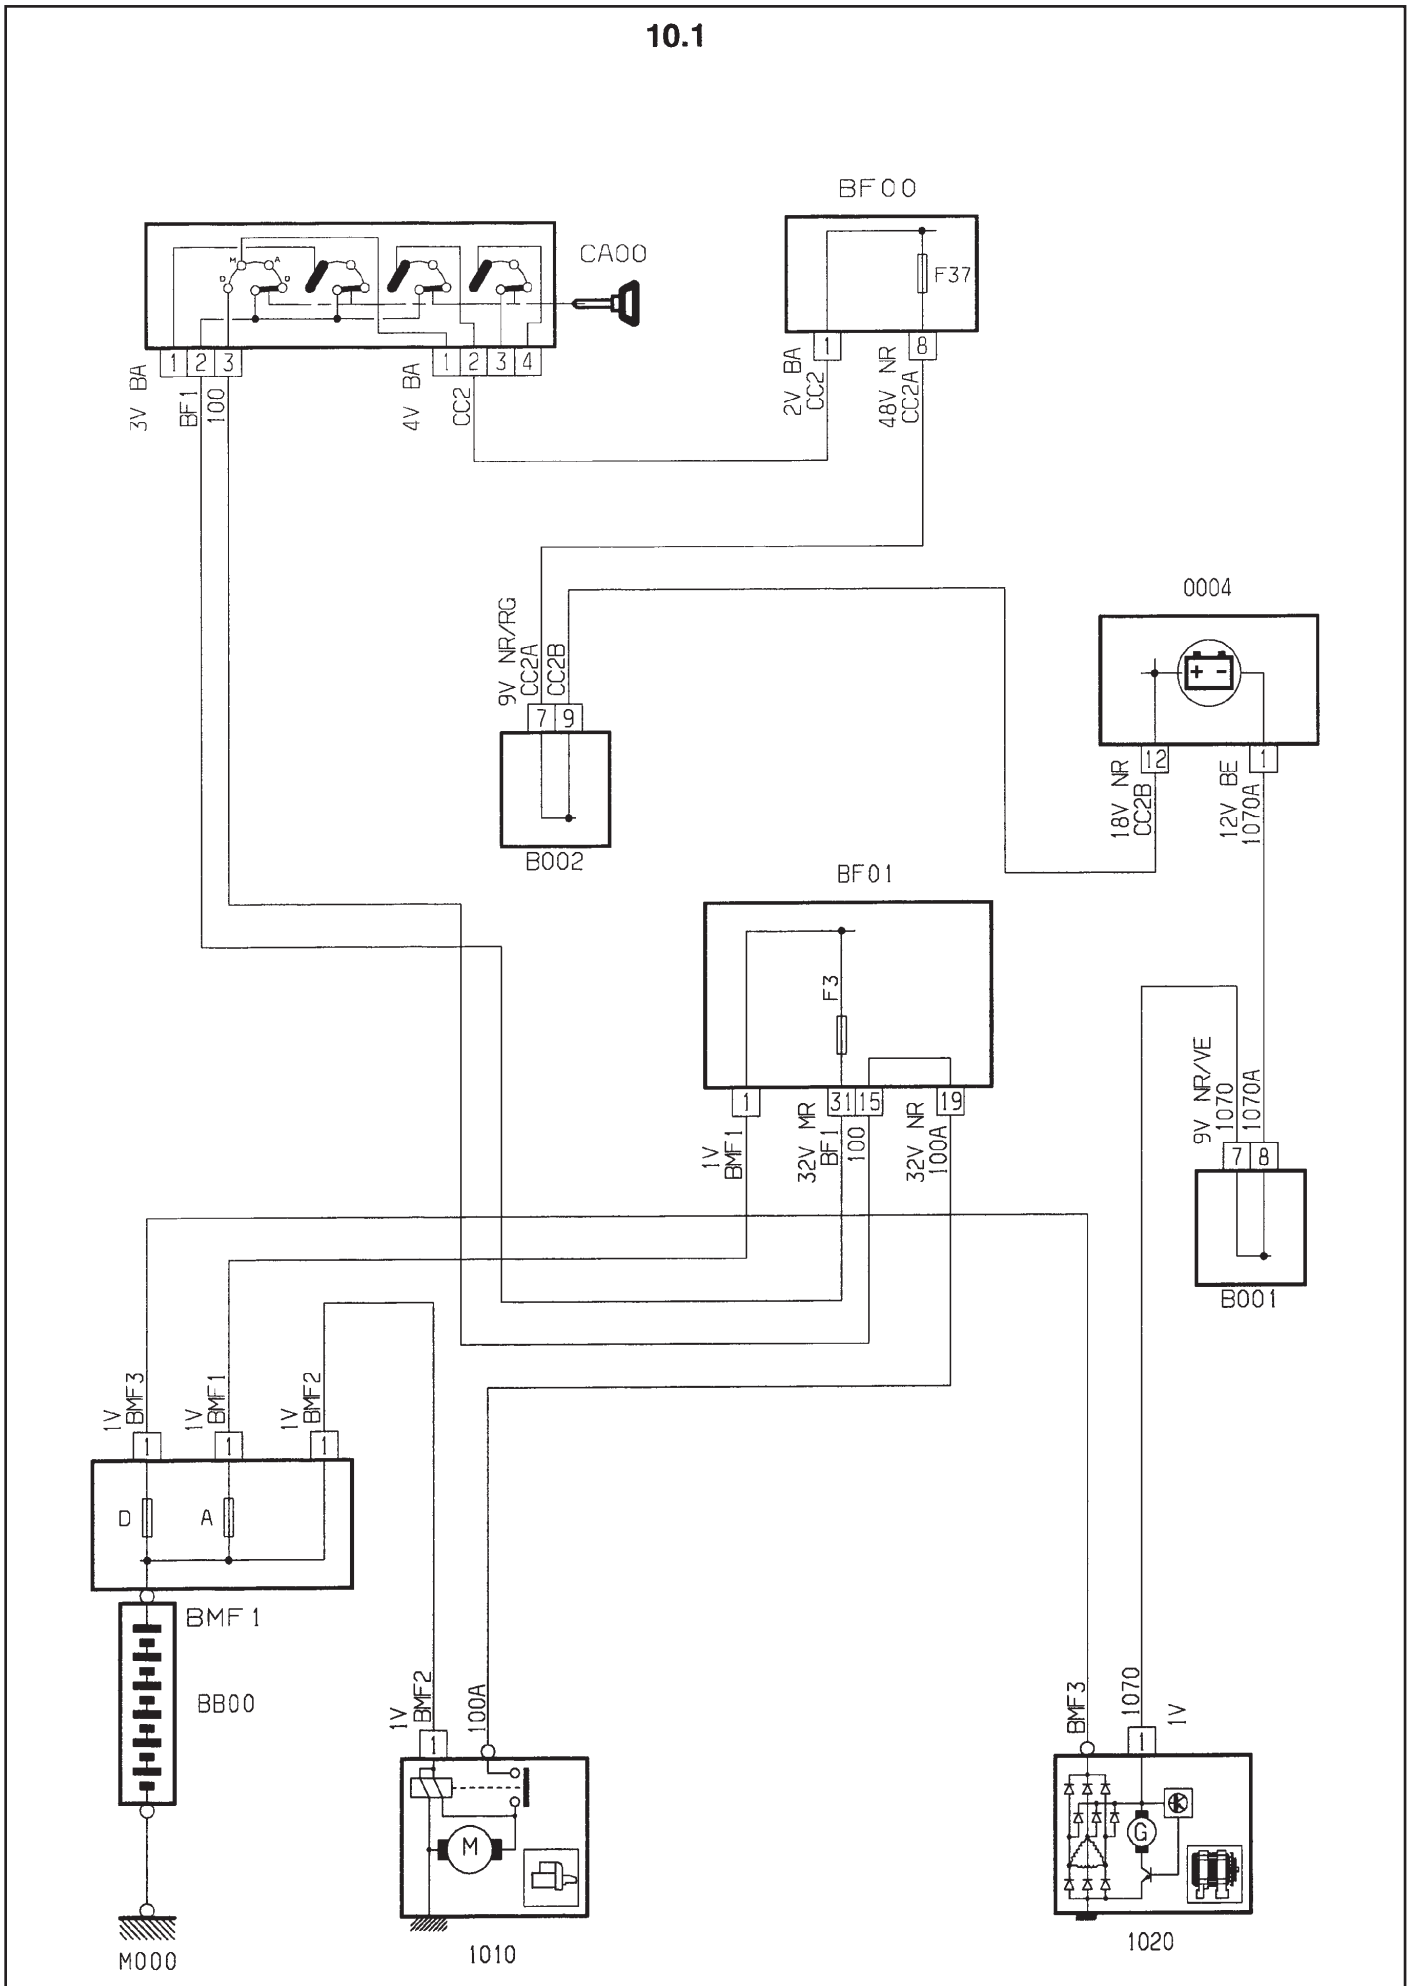 10.1
BF00
CA00
M
A
D
D
F37
1 2 3
1 2 3 4
1
8
3V BA
BF1
100
4V BA
CC2
2V BA
CC2
48V NR
CC2A
0004
9V NR/RG
CC2A
CC2B
+ -
7 9
12
1
18V NR
CC2B
12V BE
1070A
B002
BF01
F3
9V NR/VE
1070
1070A
1
31 15
19
1V
BMF1
32V MR
BF1
100
32V NR
100A
7 8
B001
1V
BMF3
1V
BMF1
1V
BMF2
1
1
1
D
A
BMF1
BB00
1V
BMF2
100A
BMF3
1070
1V
1
1
M
G
M000
1010
1020